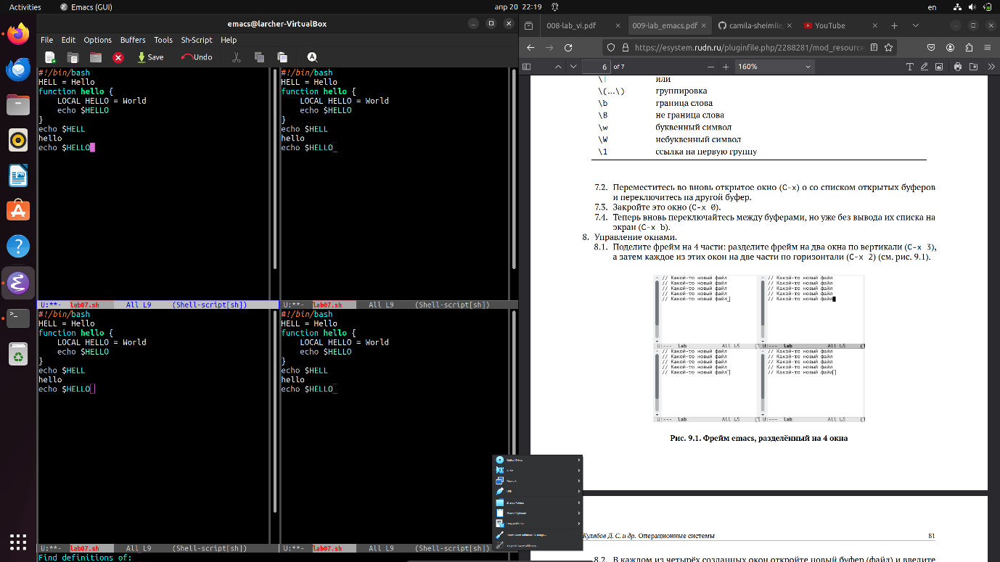 Activities
Emacs (GUI)
апр 20 22:19
en
emacs@larcher-VirtualBox
File Edit Options Buffers Tools Sh-Script Help
Save Undo
#!/bin/bash
HELL = Hello
function hello {
    LOCAL HELLO = World
    echo $HELLO
}
echo $HELL
hello
echo $HELLO
U:**- lab07.sh All L9 (Shell-script[sh])
#!/bin/bash
HELL = Hello
function hello {
    LOCAL HELLO = World
    echo $HELLO
}
echo $HELL
hello
echo $HELLO
U:**- lab07.sh All L9 (Shell-script[sh])
#!/bin/bash
HELL = Hello
function hello {
    LOCAL HELLO = World
    echo $HELLO
}
echo $HELL
hello
echo $HELLO
U:**- lab07.sh All L9 (Shell-script[sh])
#!/bin/bash
HELL = Hello
function hello {
    LOCAL HELLO = World
    echo $HELLO
}
echo $HELL
hello
echo $HELLO
U:**- lab07.sh All L9 (Shell-script[sh])
Find definitions of:
008-lab_vi.pdf
009-lab_emacs.pdf
camila-sheimile
YouTube
https://esystem.rudn.ru/pluginfile.php/2288281/mod_resource
6 of 7
160%
\| или
\(…\) группировка
\b граница слова
\B не граница слова
\w буквенный символ
\W небуквенный символ
\1 ссылка на первую группу
7.2. Переместитесь во вновь открытое окно (C-x) o со списком открытых буферов
и переключитесь на другой буфер.
7.3. Закройте это окно (C-x 0).
7.4. Теперь вновь переключайтесь между буферами, но уже без вывода их списка на
экран (C-x b).
8. Управление окнами.
8.1. Поделите фрейм на 4 части: разделите фрейм на два окна по вертикали (C-x 3),
а затем каждое из этих окон на две части по горизонтали (C-x 2) (см. рис. 9.1).
// Какой-то новый файл
// Какой-то новый файл
// Какой-то новый файл
// Какой-то новый файл
// Какой-то новый файл
U:--- lab All L5 (
// Какой-то новый файл
// Какой-то новый файл
// Какой-то новый файл
// Какой-то новый файл
// Какой-то новый файл
U:--- lab All L5 (
// Какой-то новый файл
// Какой-то новый файл
// Какой-то новый файл
// Какой-то новый файл
// Какой-то новый файл
U:--- lab All L5 (
// Какой-то новый файл
// Какой-то новый файл
// Какой-то новый файл
// Какой-то новый файл
// Какой-то новый файл
U:--- lab All L5 (
Рис. 9.1. Фрейм emacs, разделённый на 4 окна
Optical Drives
Audio
Network
USB
Shared Folders
Shared Clipboard
Кулябов Д. С. и др. Операционные системы 81
8.2. В каждом из четырёх созданных окон откройте новый буфер (файл) и введите